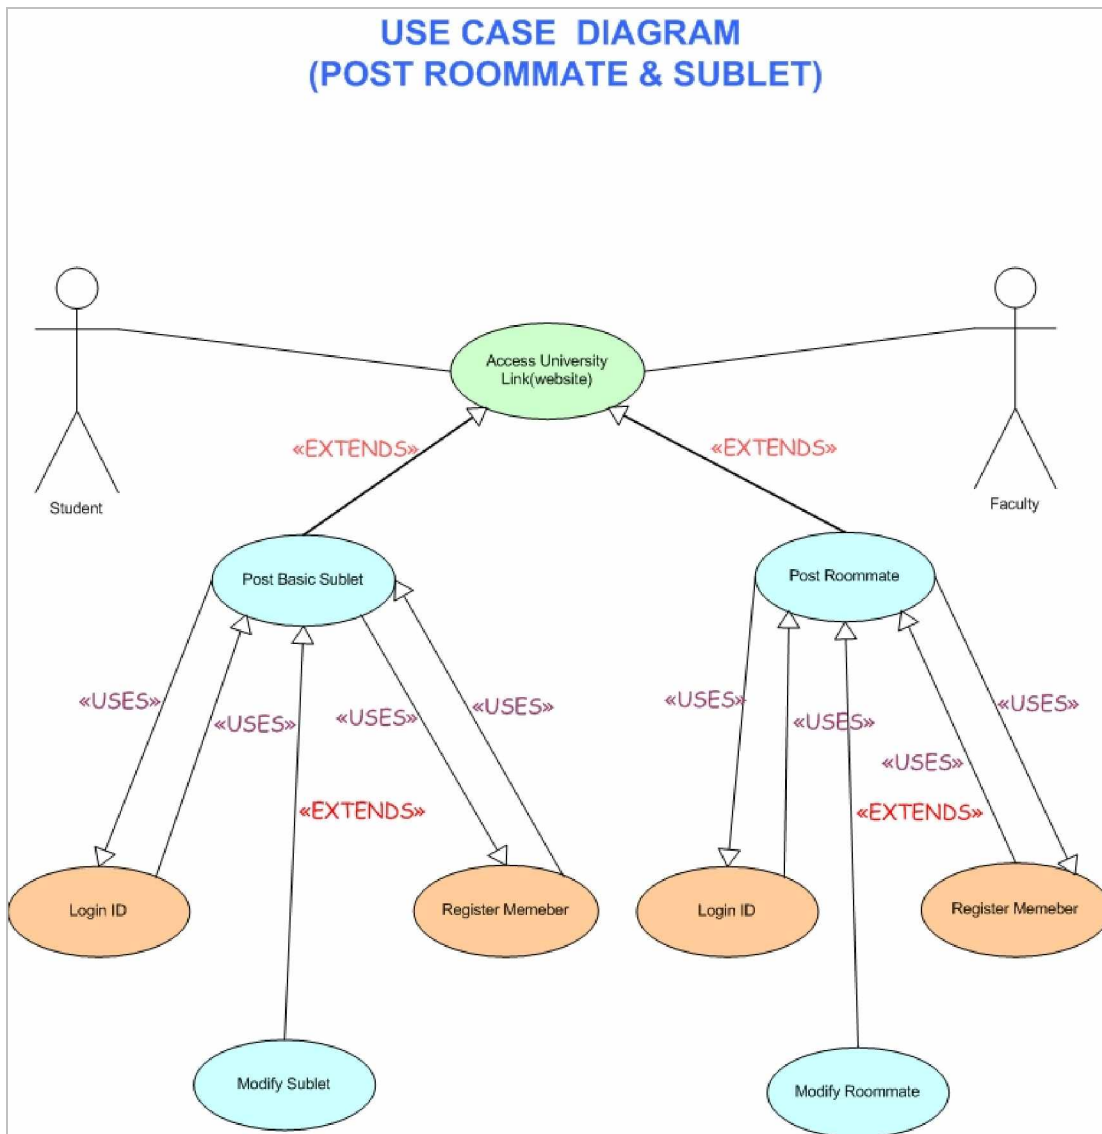 USE CASE DIAGRAM
(POST ROOMMATE & SUBLET)
Access University
Link(website)
«EXTENDS»
«EXTENDS»
Student
Faculty
Post Basic Sublet
Post Roommate
«USES»
«USES»
«USES»
«USES»
«USES»
«USES»
«USES»
«USES»
«EXTENDS»
«EXTENDS»
Login ID
Register Memeber
Login ID
Register Memeber
Modify Sublet
Modify Roommate